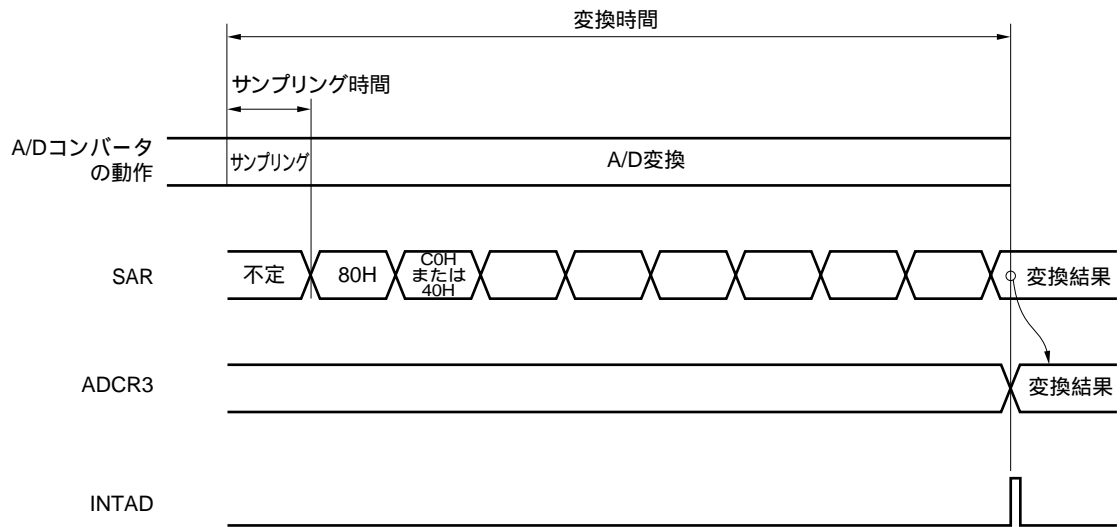 変換時間
サンプリング時間
A/Dコンバータ
の動作
サンプリング
A/D変換
SAR
不定
80H
C0H
または
40H
変換結果
ADCR3
変換結果
INTAD